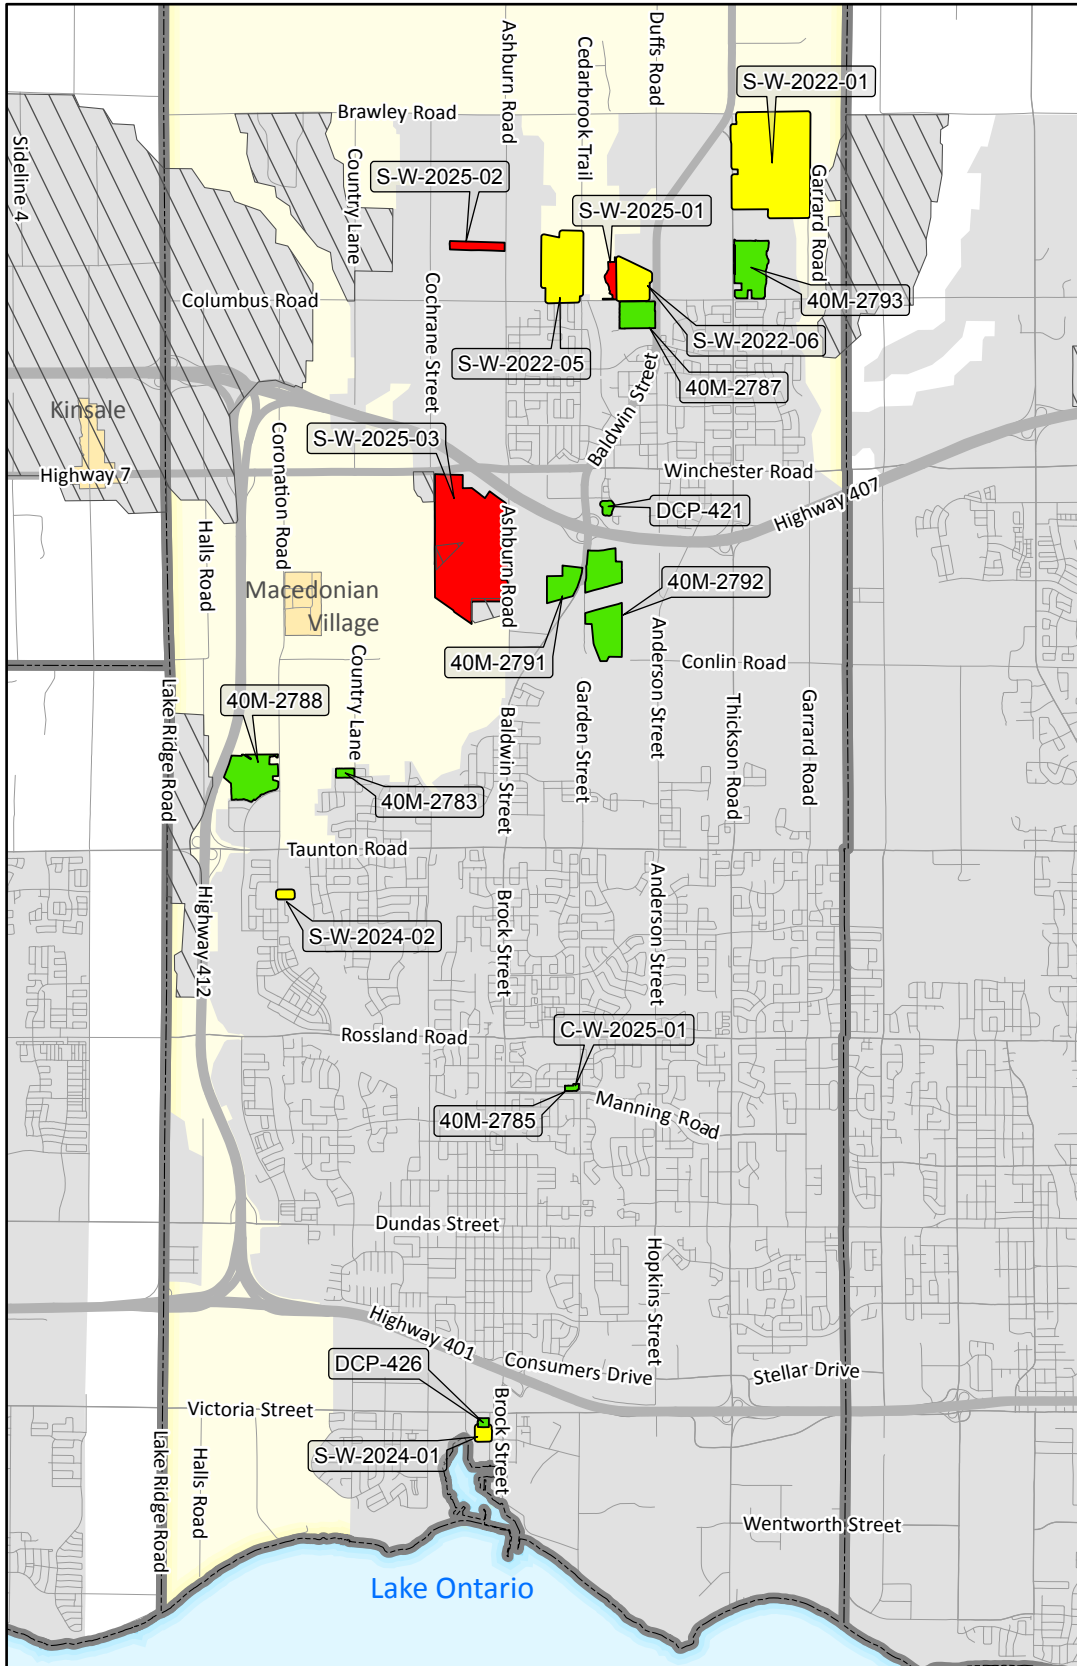 Duffs Road
Ashburn Road
Cedarbrook Trail
S-W-2022-01
Brawley Road
Sideline 4
Country Lane
S-W-2025-02
Garrard Road
S-W-2025-01
Columbus Road
40M-2793
Cochrane Street
S-W-2022-06
S-W-2022-05
40M-2787
Baldwin Street
Kinsale
Coronation Road
S-W-2025-03
Highway 7
Winchester Road
Highway 407
DCP-421
Halls Road
Ashburn Road
Macedonian
Village
40M-2792
40M-2791
Anderson Street
Conlin Road
Country Lane
Lake Ridge Road
40M-2788
Garden Street
Baldwin Street
Thickson Road
Garrard Road
40M-2783
Taunton Road
Highway 412
Brock Street
Anderson Street
S-W-2024-02
C-W-2025-01
Rossland Road
40M-2785
Manning Road
Dundas Street
Hopkins Street
Highway 401
DCP-426
Consumers Drive
Stellar Drive
Victoria Street
Brock Street
S-W-2024-01
Lake Ridge Road
Halls Road
Wentworth Street
Lake Ontario